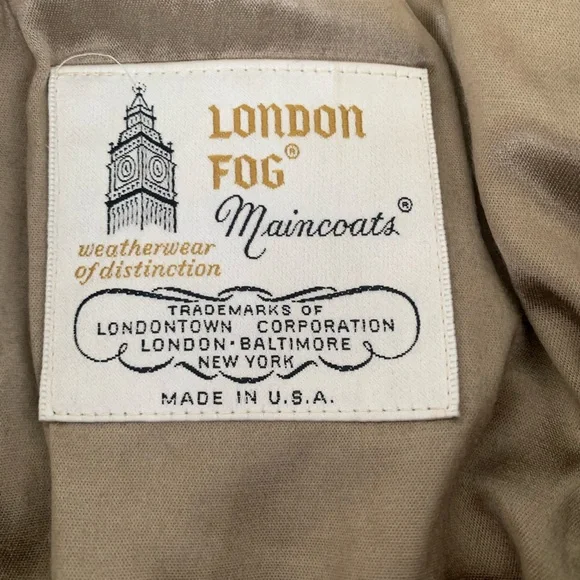 LONDON
FOG®
Maincoats®
weatherwear
of distinction
TRADEMARKS OF
LONDONTOWN CORPORATION
LONDON·BALTIMORE
NEW YORK
MADE IN U.S.A.